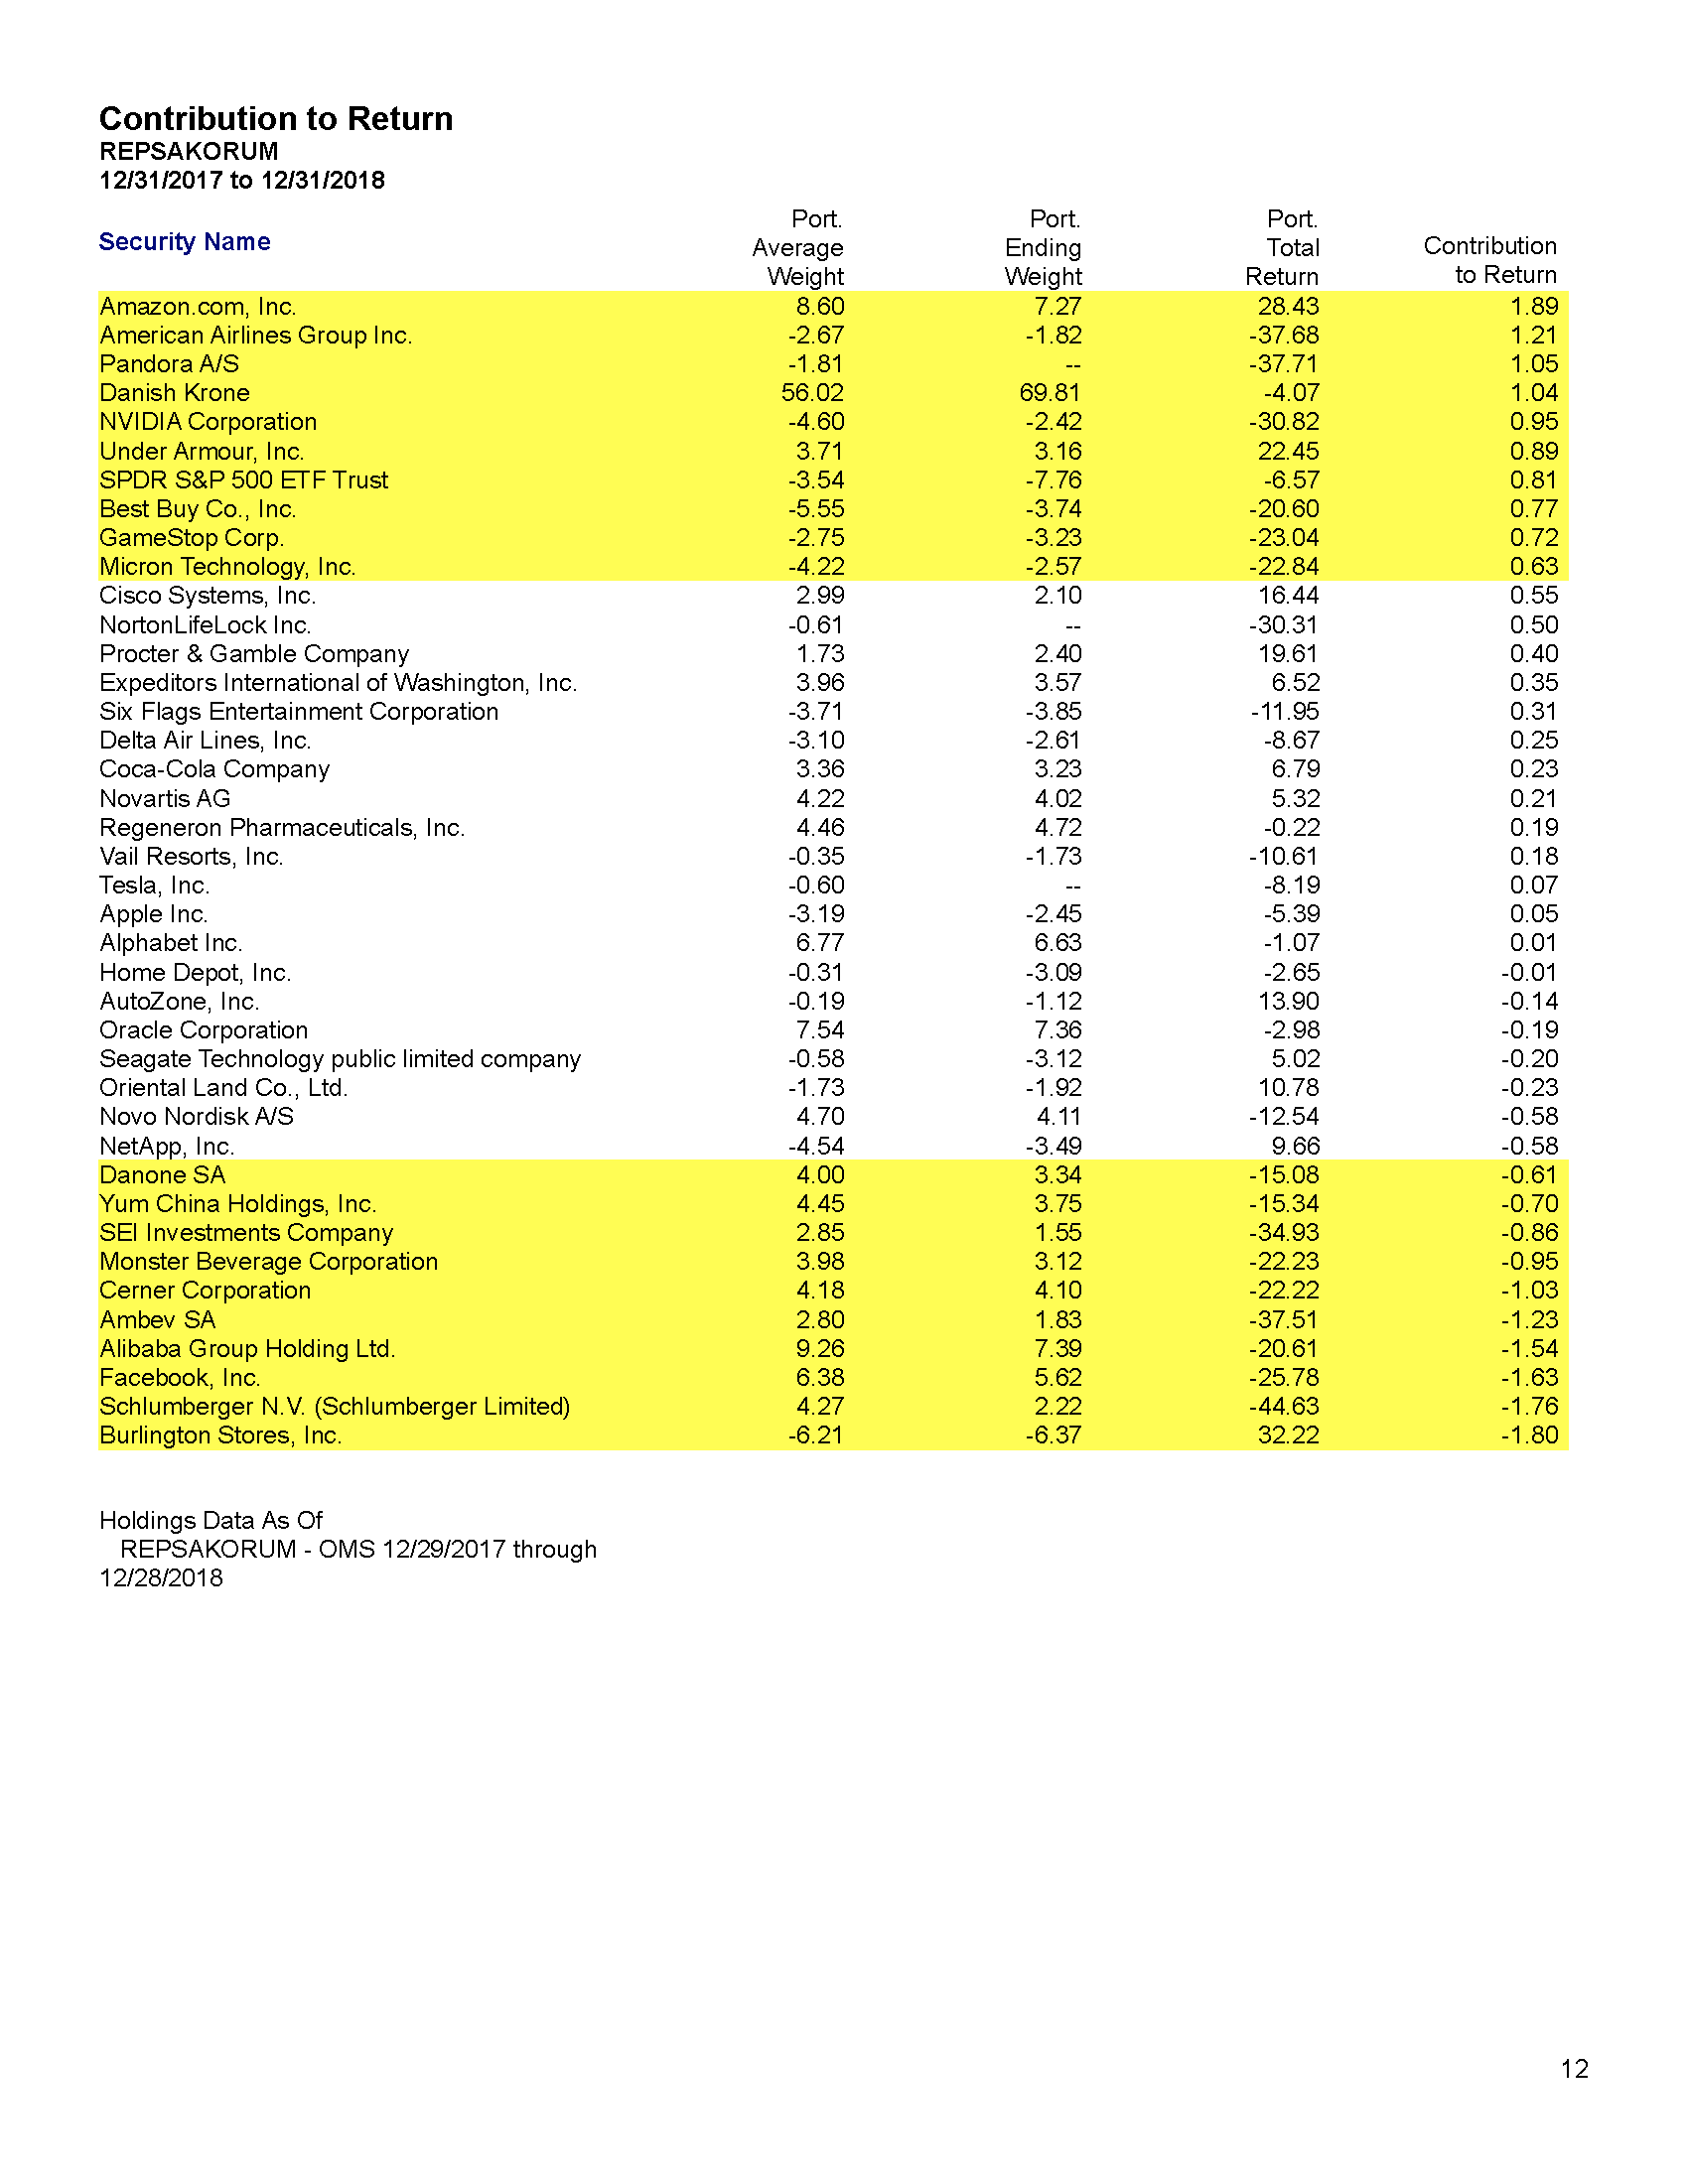 Contribution to Return
REPSAKORUM
12/31/2017 to 12/31/2018
Security Name Port. Average Weight Port. Ending Weight Port. Total Return Contribution to Return
Amazon.com, Inc. 8.60 7.27 28.43 1.89
American Airlines Group Inc. -2.67 -1.82 -37.68 1.21
Pandora A/S -1.81 -- -37.71 1.05
Danish Krone 56.02 69.81 -4.07 1.04
NVIDIA Corporation -4.60 -2.42 -30.82 0.95
Under Armour, Inc. 3.71 3.16 22.45 0.89
SPDR S&P 500 ETF Trust -3.54 -7.76 -6.57 0.81
Best Buy Co., Inc. -5.55 -3.74 -20.60 0.77
GameStop Corp. -2.75 -3.23 -23.04 0.72
Micron Technology, Inc. -4.22 -2.57 -22.84 0.63
Cisco Systems, Inc. 2.99 2.10 16.44 0.55
NortonLifeLock Inc. -0.61 -- -30.31 0.50
Procter & Gamble Company 1.73 2.40 19.61 0.40
Expeditors International of Washington, Inc. 3.96 3.57 6.52 0.35
Six Flags Entertainment Corporation -3.71 -3.85 -11.95 0.31
Delta Air Lines, Inc. -3.10 -2.61 -8.67 0.25
Coca-Cola Company 3.36 3.23 6.79 0.23
Novartis AG 4.22 4.02 5.32 0.21
Regeneron Pharmaceuticals, Inc. 4.46 4.72 -0.22 0.19
Vail Resorts, Inc. -0.35 -1.73 -10.61 0.18
Tesla, Inc. -0.60 -- -8.19 0.07
Apple Inc. -3.19 -2.45 -5.39 0.05
Alphabet Inc. 6.77 6.63 -1.07 0.01
Home Depot, Inc. -0.31 -3.09 -2.65 -0.01
AutoZone, Inc. -0.19 -1.12 13.90 -0.14
Oracle Corporation 7.54 7.36 -2.98 -0.19
Seagate Technology public limited company -0.58 -3.12 5.02 -0.20
Oriental Land Co., Ltd. -1.73 -1.92 10.78 -0.23
Novo Nordisk A/S 4.70 4.11 -12.54 -0.58
NetApp, Inc. -4.54 -3.49 9.66 -0.58
Danone SA 4.00 3.34 -15.08 -0.61
Yum China Holdings, Inc. 4.45 3.75 -15.34 -0.70
SEI Investments Company 2.85 1.55 -34.93 -0.86
Monster Beverage Corporation 3.98 3.12 -22.23 -0.95
Cerner Corporation 4.18 4.10 -22.22 -1.03
Ambev SA 2.80 1.83 -37.51 -1.23
Alibaba Group Holding Ltd. 9.26 7.39 -20.61 -1.54
Facebook, Inc. 6.38 5.62 -25.78 -1.63
Schlumberger N.V. (Schlumberger Limited) 4.27 2.22 -44.63 -1.76
Burlington Stores, Inc. -6.21 -6.37 32.22 -1.80
Holdings Data As Of
REPSAKORUM - OMS 12/29/2017 through
12/28/2018
12